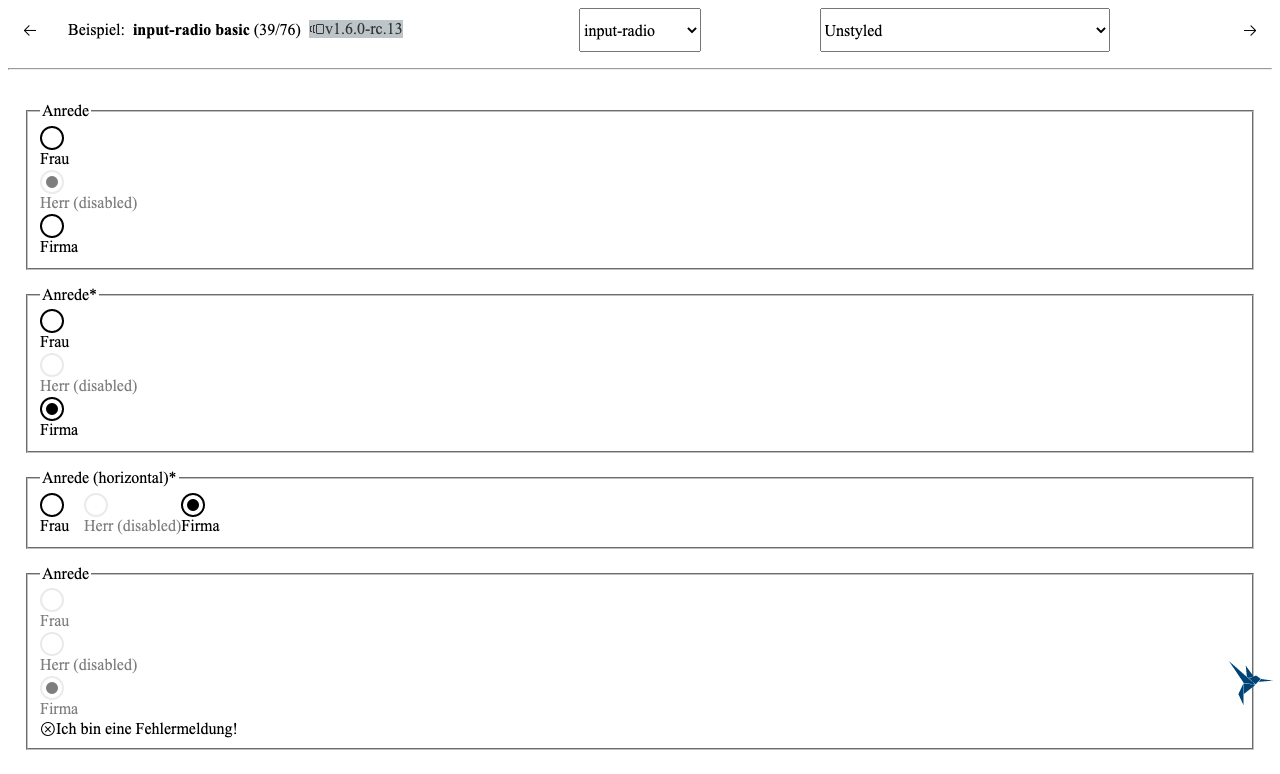 Beispiel: input-radio basic (39/76) v1.6.0-rc.13 input-radio Unstyled
Anrede
Frau
Herr (disabled)
Firma
Anrede*
Frau
Herr (disabled)
Firma
Anrede (horizontal)*
Frau Herr (disabled) Firma
Anrede
Frau
Herr (disabled)
Firma
Ich bin eine Fehlermeldung!